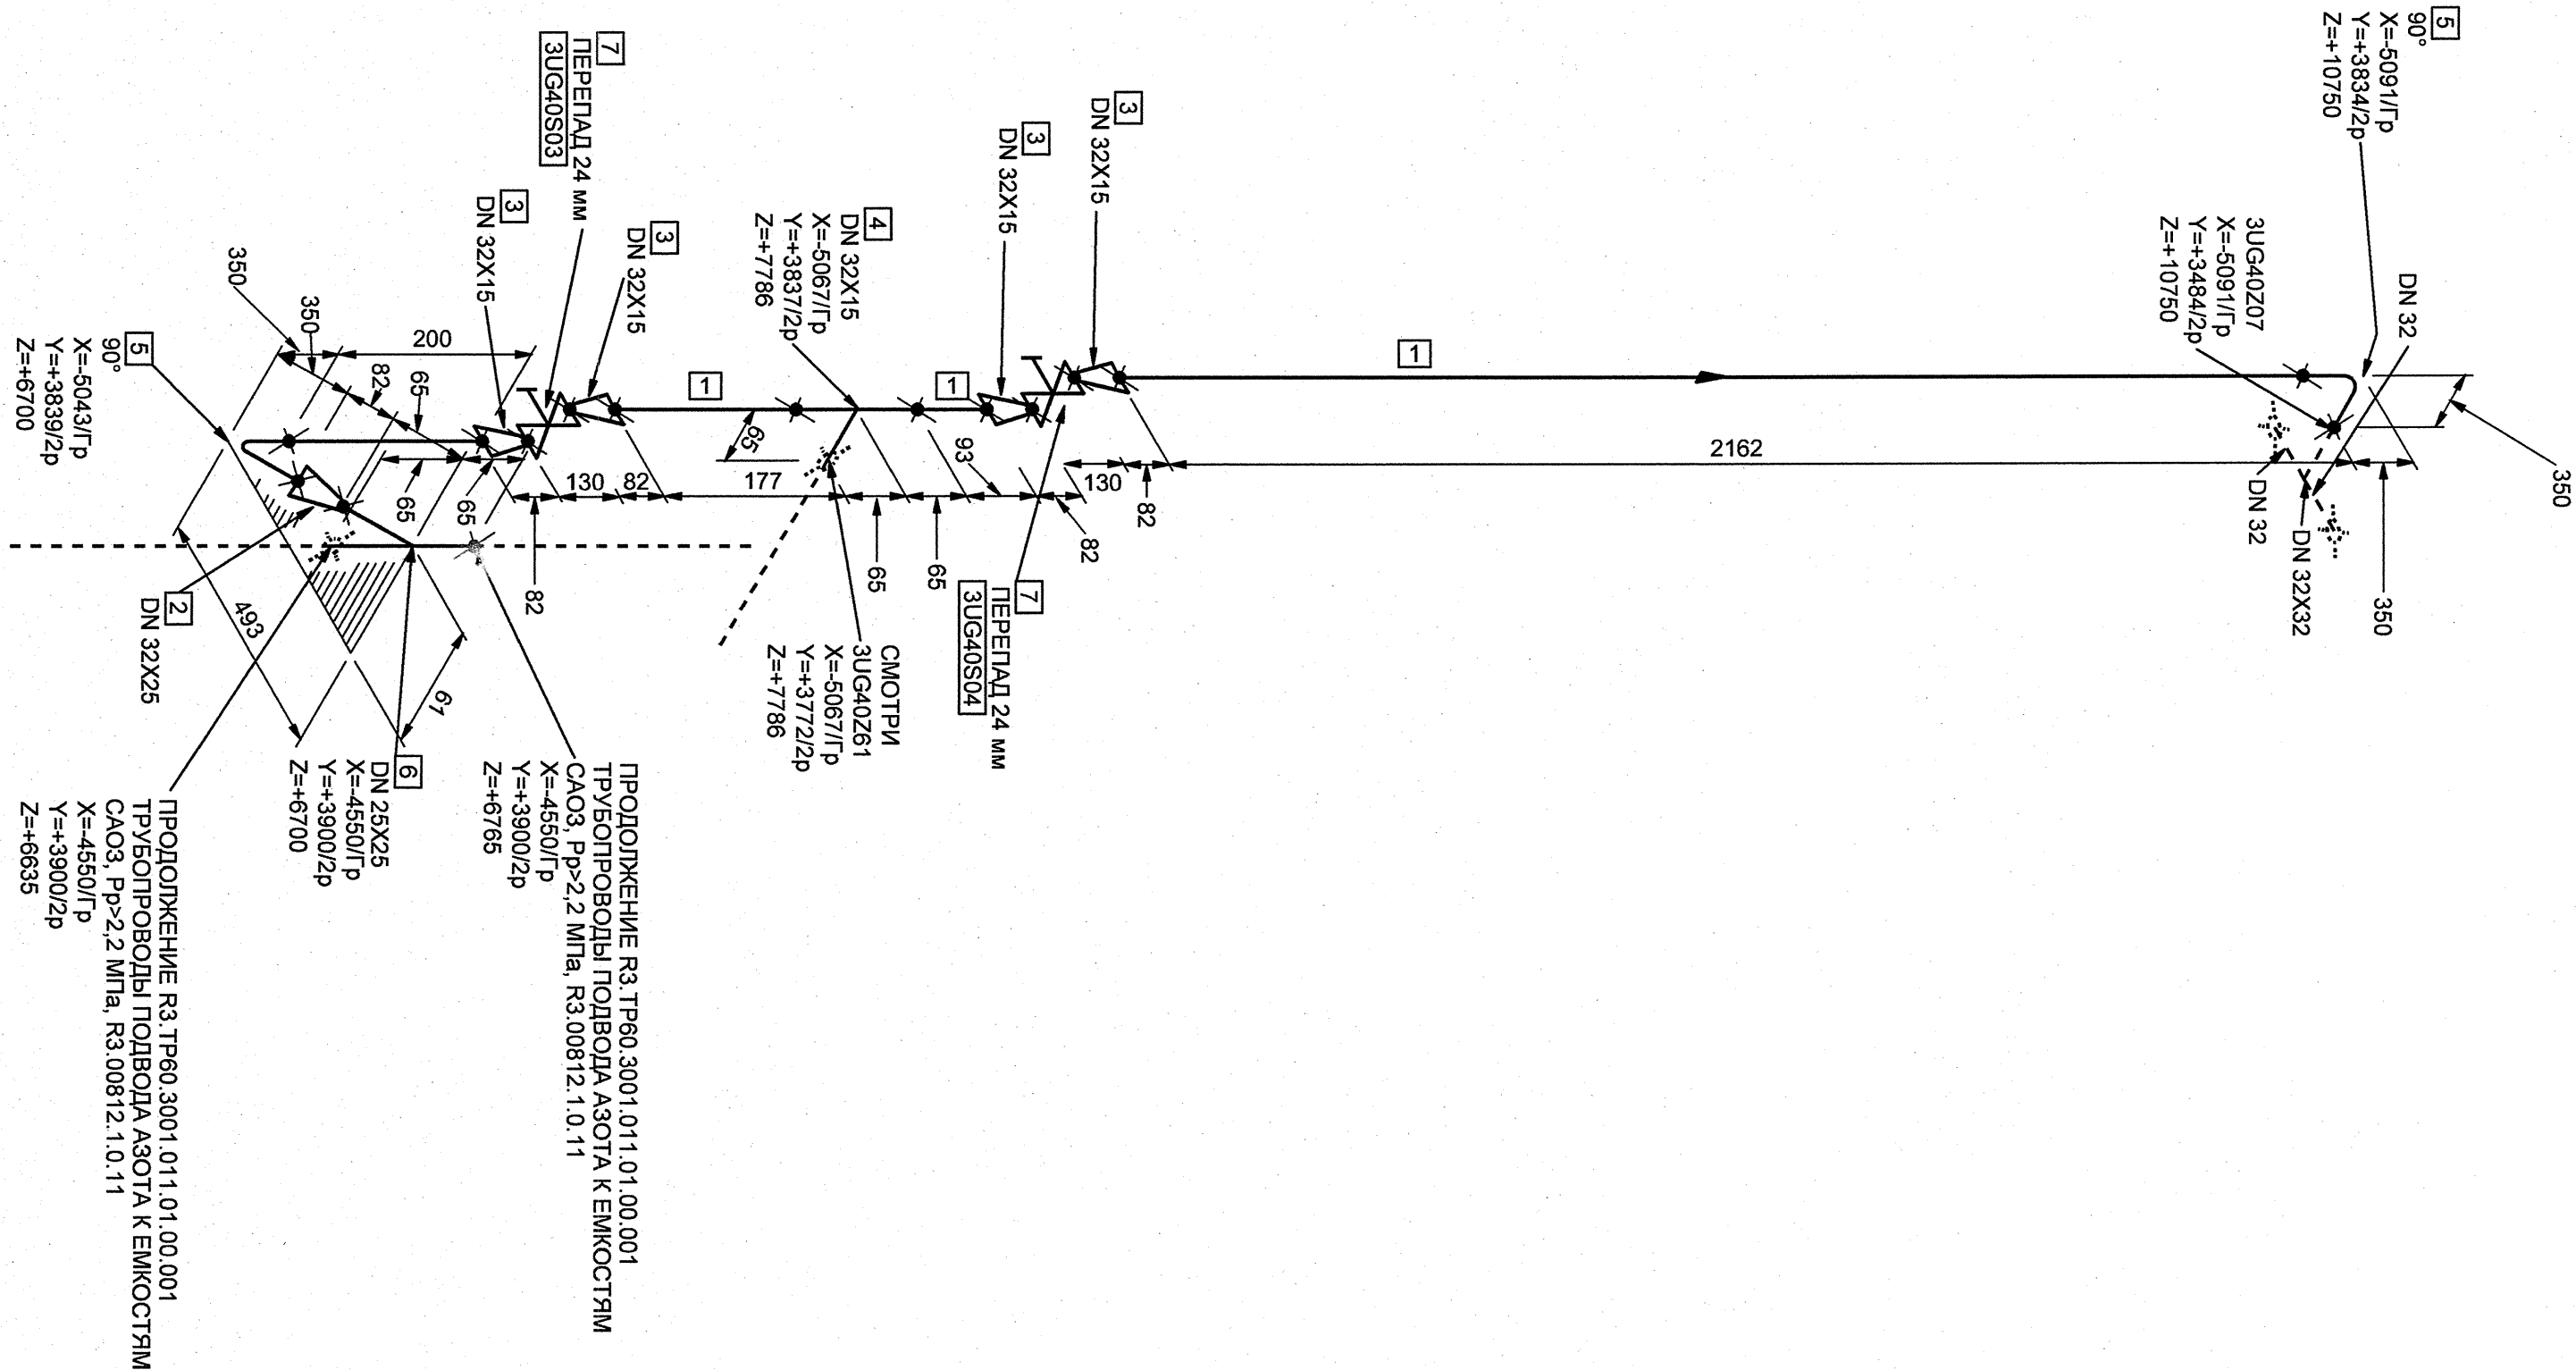 5
90°
X=-5091/Гр
Y=+3834/2р
Z=+10750
DN 32
3UG40Z07
X=-5091/Гр
Y=+3484/2р
Z=+10750
350
350
DN 32X32
DN 32
2162
1
3
DN 32X15
3
DN 32X15
82
130
82
7
ПЕРЕПАД 24 мм
3UG40S04
93
65
65
1
4
DN 32X15
X=-5067/Гр
Y=+3837/2р
Z=+7786
СМОТРИ
3UG40Z61
X=-5067/Гр
Y=+3772/2р
Z=+7786
65
177
1
3
DN 32X15
7
ПЕРЕПАД 24 мм
3UG40S03
3
DN 32X15
82
130
82
200
65
65
65
82
350
350
5
90°
X=-5043/Гр
Y=+3839/2р
Z=+6700
493
61
2
DN 32X25
6
DN 25X25
X=-4550/Гр
Y=+3900/2р
Z=+6700
ПРОДОЛЖЕНИЕ R3.TP60.3001.011.01.00.001
ТРУБОПРОВОДЫ ПОДВОДА АЗОТА К ЕМКОСТЯМ
САОЗ, Рр>2,2 МПа, R3.00812.1.0.11
X=-4550/Гр
Y=+3900/2р
Z=+6765
ПРОДОЛЖЕНИЕ R3.TP60.3001.011.01.00.001
ТРУБОПРОВОДЫ ПОДВОДА АЗОТА К ЕМКОСТЯМ
САОЗ, Рр>2,2 МПа, R3.00812.1.0.11
X=-4550/Гр
Y=+3900/2р
Z=+6635